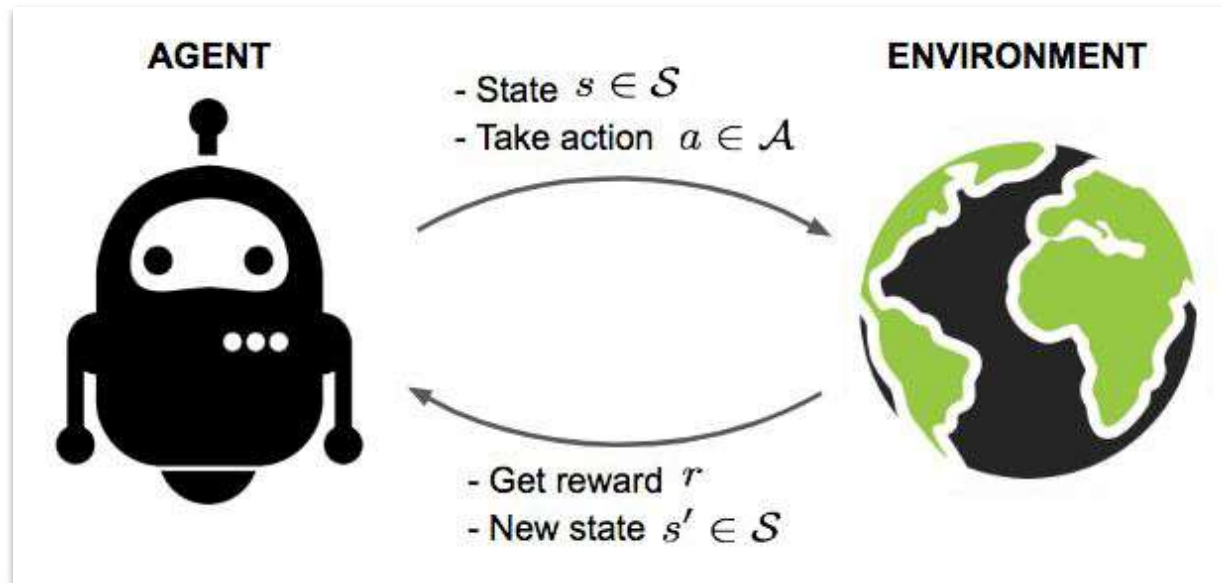 AGENT
ENVIRONMENT
- State s ∈ 𝒮
- Take action a ∈ 𝒜
- Get reward r
- New state s′ ∈ 𝒮